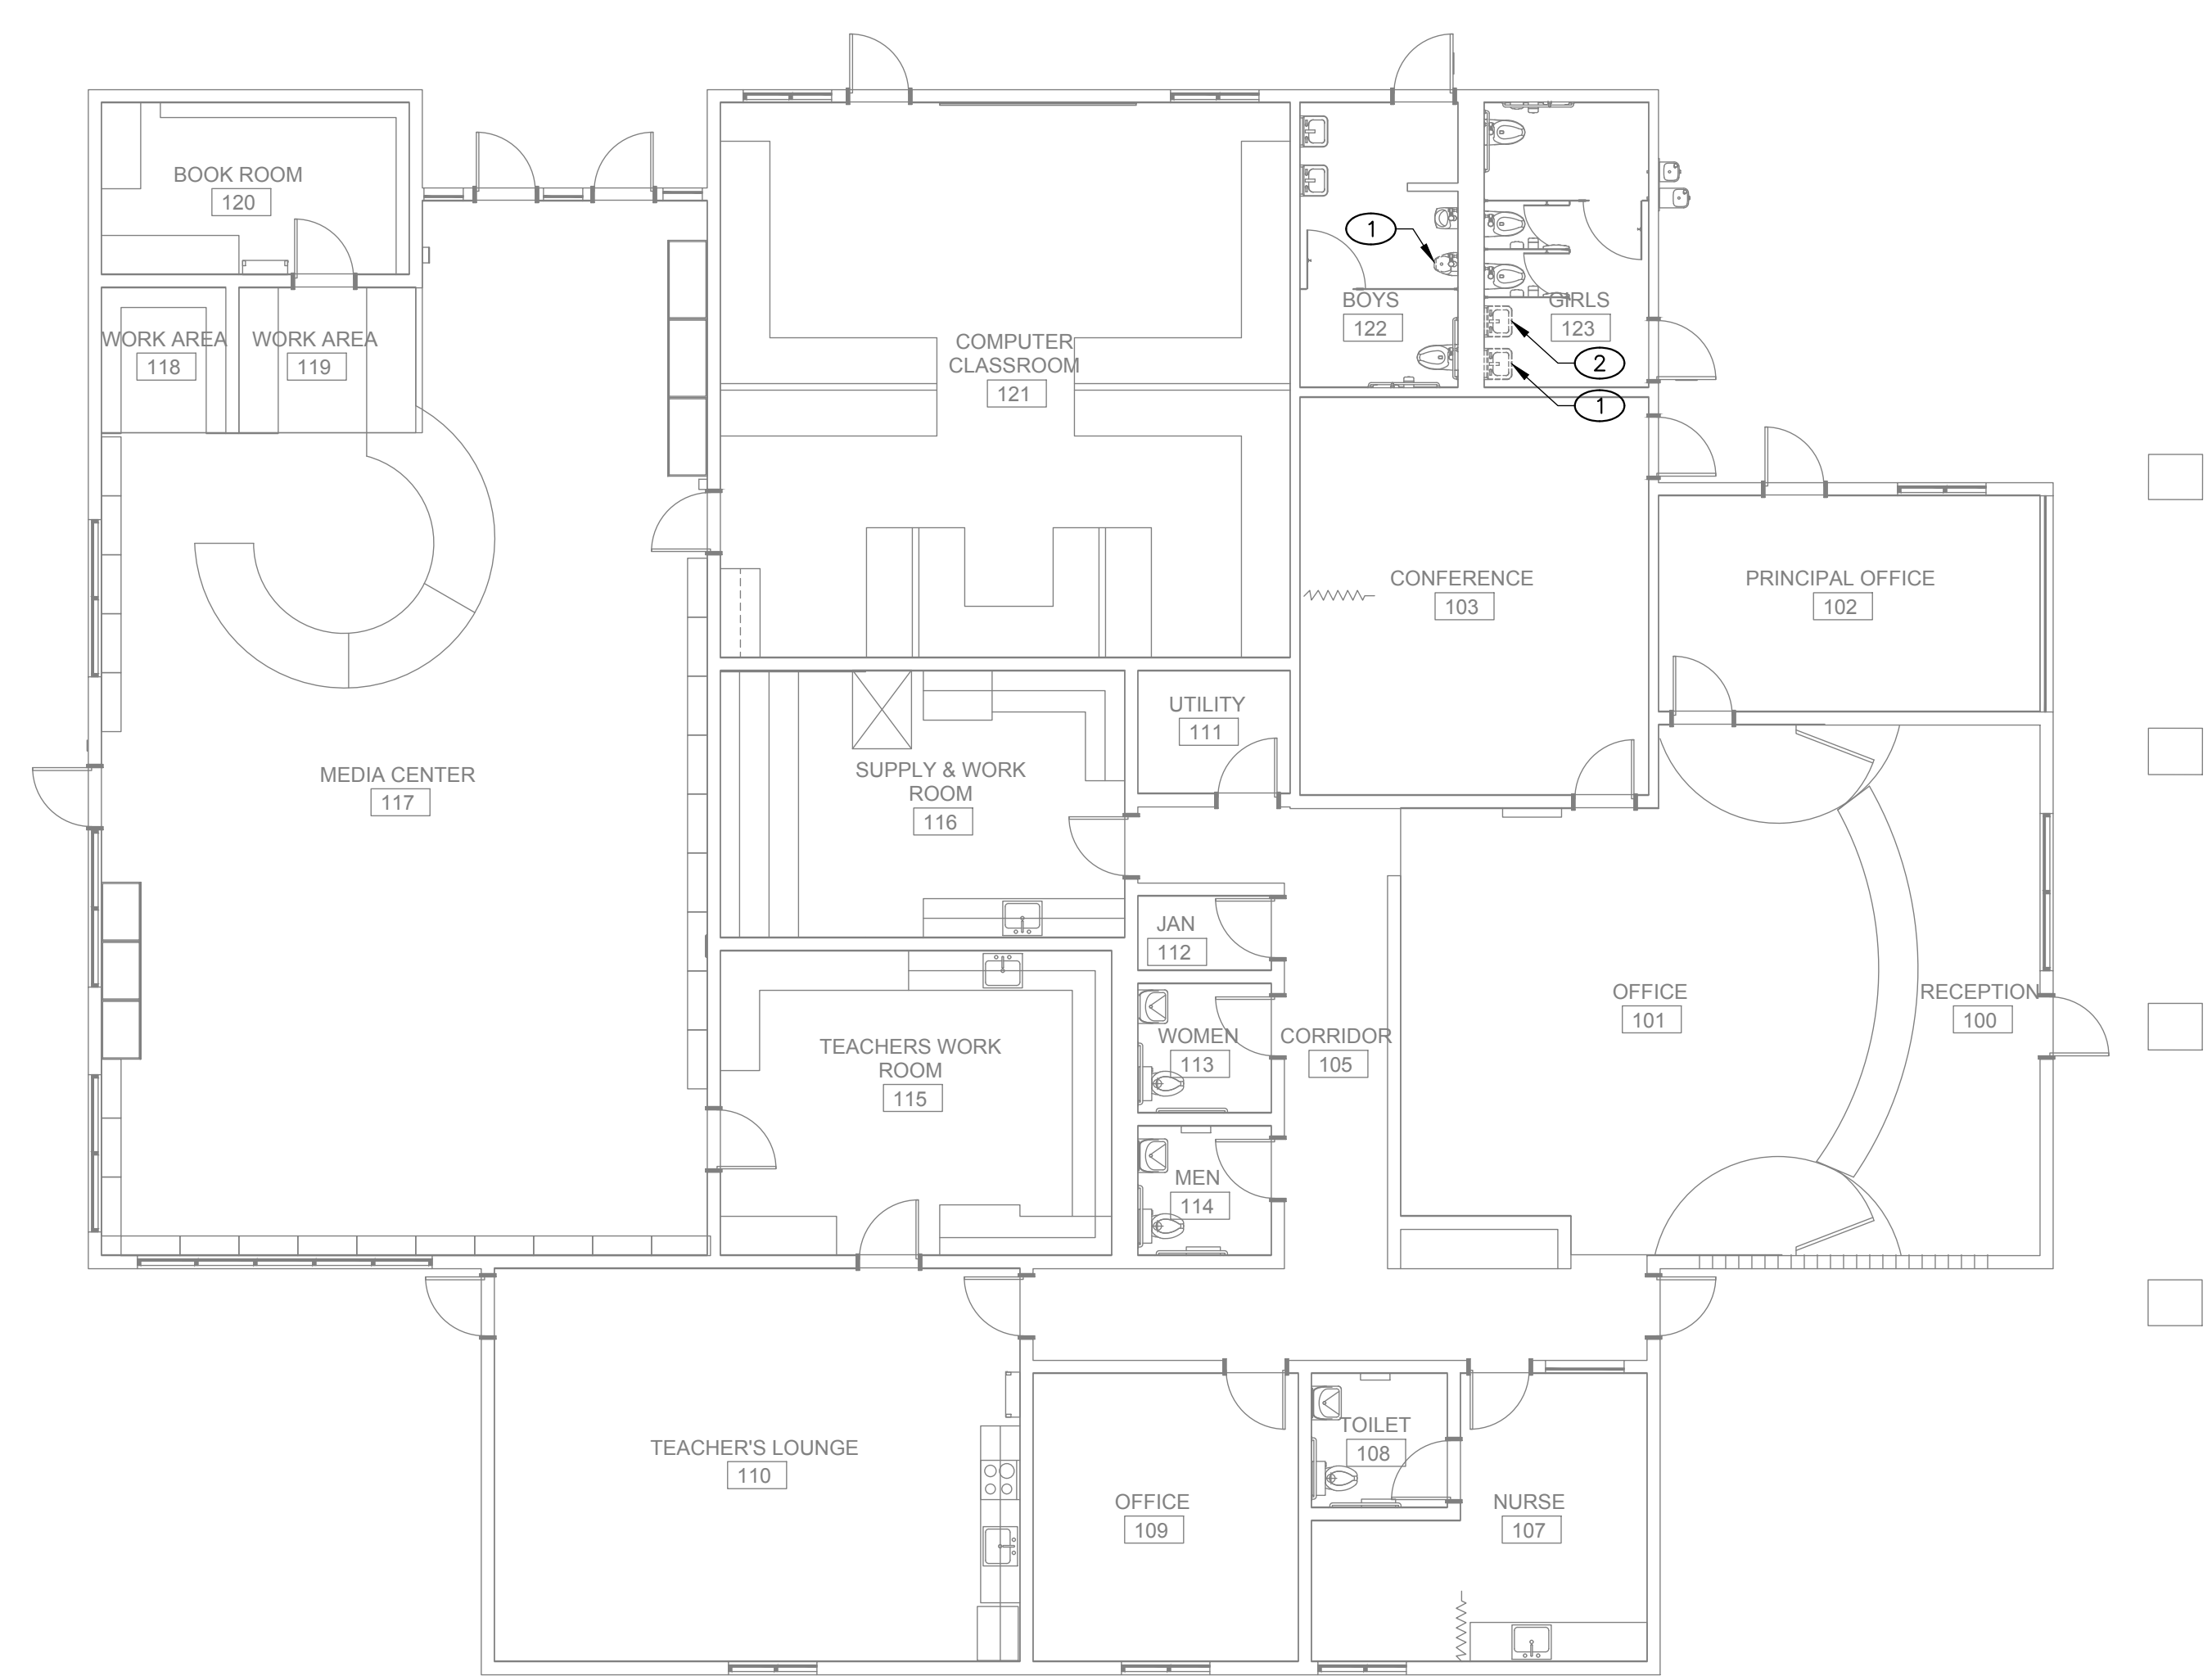 BOOK ROOM
120
WORK AREA
118
WORK AREA
119
COMPUTER
CLASSROOM
121
1
BOYS
122
GIRLS
123
2
1
CONFERENCE
103
PRINCIPAL OFFICE
102
MEDIA CENTER
117
SUPPLY & WORK
ROOM
116
UTILITY
111
JAN
112
WOMEN
113
CORRIDOR
105
OFFICE
101
RECEPTION
100
TEACHERS WORK
ROOM
115
MEN
114
TEACHER'S LOUNGE
110
OFFICE
109
TOILET
108
NURSE
107